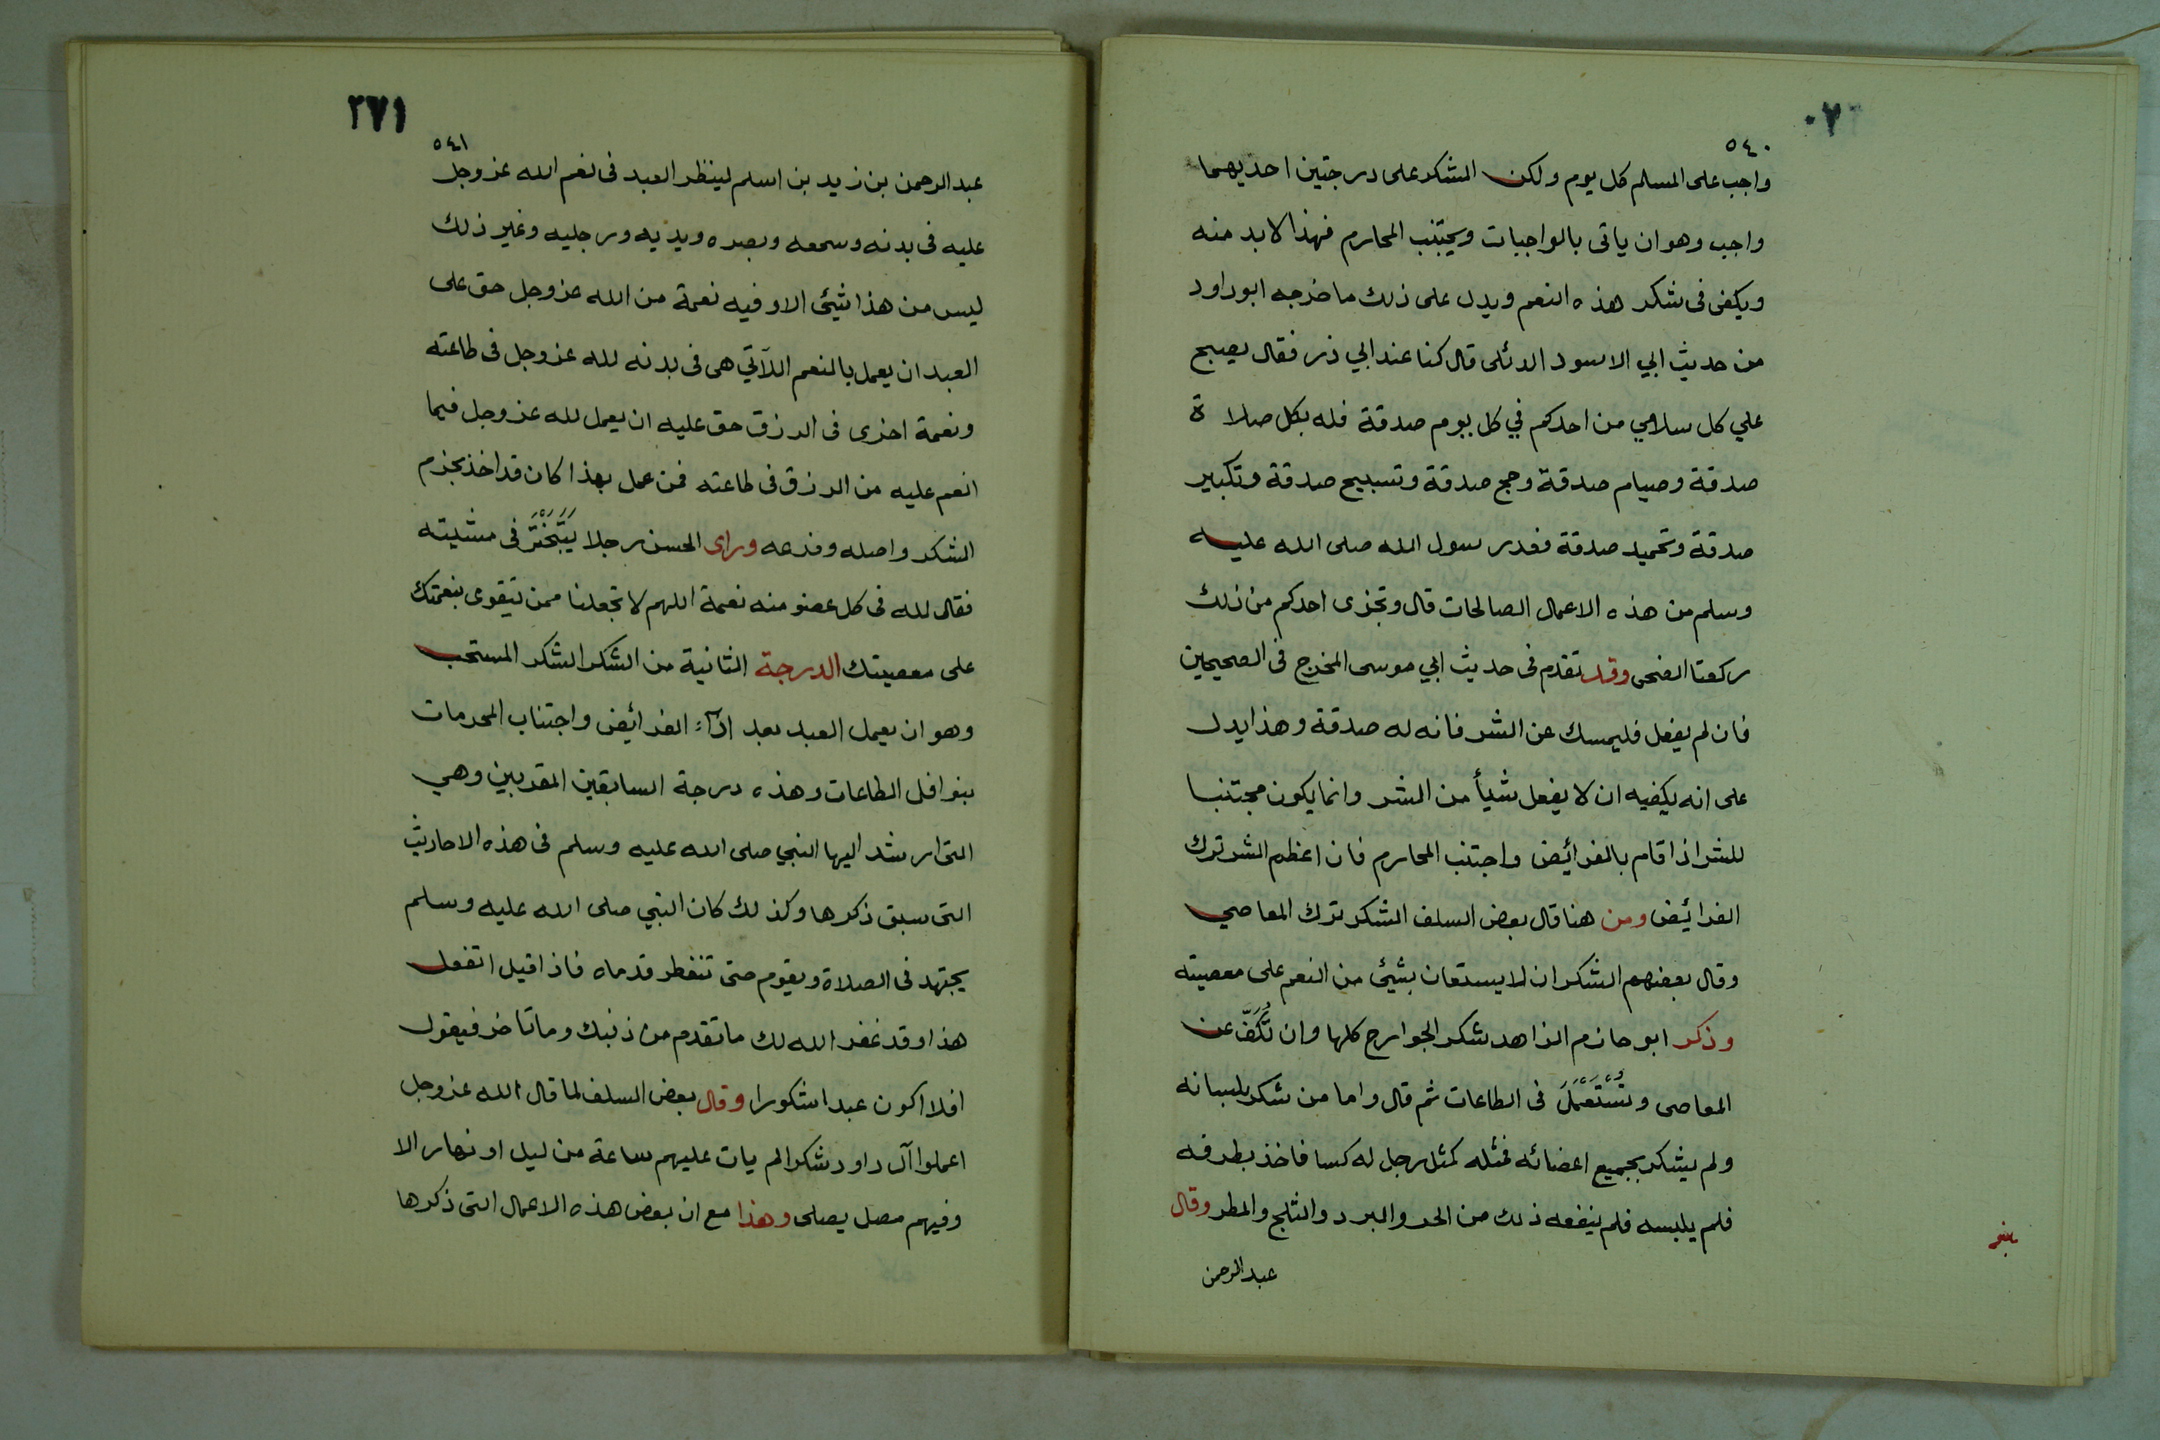 ٥٤٠
واجب على المسلم كل يوم ولكن الشكر على درجتين احديهما
واجب وهو ان ياتى بالواجبات ويجتنب المحارم فهذا لابد منه
ويكفى فى شكر هذه النعم ويدل على ذلك ما خرجه ابوداود
من حديث ابي الاسود الدئلى قال كنا عند ابي ذر فقال يصبح
علي كل سلامي من احدكم في كل يوم صدقة فله بكل صلاة
صدقة وصيام صدقة وحج صدقة وتسبيح صدقة وتكبير
صدقة وتحميد صدقة فعد رسول الله صلى الله عليه
وسلم من هذه الاعمال الصالحات قال وتجزى احدكم من ذلك
ركعتا الضحى وقد تقدم فى حديث ابي موسى المخرج فى الصحيحين
فان لم يفعل فليمسك عن الشر فانه له صدقة وهذا يدل
على انه يكفيه ان لا يفعل شيأ من الشر وانما يكون مجتنبا
للشر اذا قام بالفرائض واجتنب المحارم فان اعظم الشر ترك
الفرائض ومن هنا قال بعض السلف الشكر ترك المعاصي
وقال بعضهم الشكر ان لا يستعان بشيئ من النعم على معصيته
وذكر ابو حازم الزاهد شكر الجوارح كلها وان تُكَفَّ عن
المعاصى وتُسْتَعْمَلَ فى الطاعات ثم قال واما من شكر بلسانه
ولم يشكر بجميع اعضائه فمثله كمثل رجل له كسا فاخذ بطرفه
فلم يلبسه فلم ينفعه ذلك من الحر والبرد والثلج والمطر وقال
عبد الرحمن
٢٧١
٥٤١
عبد الرحمن بن زيد بن اسلم لينظر العبد فى نعم الله عز وجل
عليه فى بدنه وسمعه وبصره ويديه ورجليه وغير ذلك
ليس من هذا شيئ الا وفيه نعمة من الله عز وجل حق على
العبد ان يعمل بالنعم اللآتي هى فى بدنه لله عز وجل فى طاعته
ونعمة اخرى فى الرزق حق عليه ان يعمل لله عز وجل فيما
انعم عليه من الرزق فى طاعته فمن عمل بهذا كان قد اخذ بجزم
الشكر واصله وفرعه وراى الحسن رجلا يَتَبَخْتَرُ فى مشيته
فقال لله فى كل عضو منه نعمة اللهم لا تجعلنا ممن يتقوى بنعمتك
على معصيتك الدرجة الثانية من الشكر الشكر المستحب
وهو ان يعمل العبد بعد ادآء الفرائض واجتناب المحرمات
بنوافل الطاعات وهذه درجة السابقين المقربين وهي
التى ارشد اليها النبي صلى الله عليه وسلم فى هذه الاحاديث
التى سبق ذكرها وكذلك كان النبي صلى الله عليه وسلم
يجتهد فى الصلاة ويقوم حتى تنفطر قدماه فاذا قيل اتفعل
هذا وقد غفر الله لك ما تقدم من ذنبك وما تاخر فيقول
افلا اكون عبدا شكورا وقال بعض السلف لما قال الله عز وجل
اعملوا آل داود شكرا لم يات عليهم ساعة من ليل او نهار الا
وفيهم مصل يصلى وهذا مع ان بعض هذه الاعمال التى ذكرها